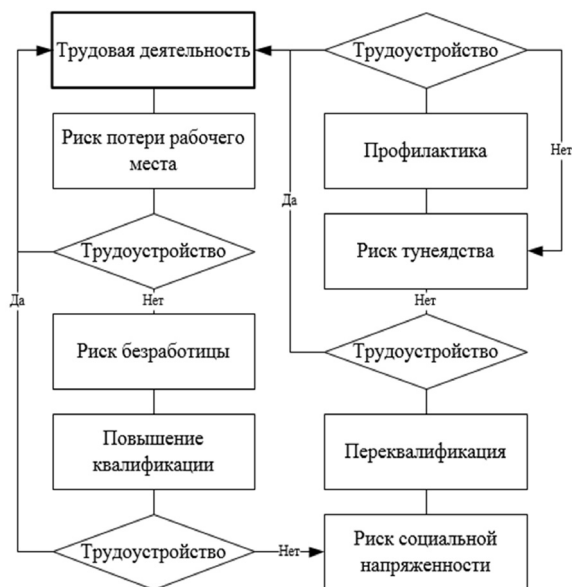 Трудовая деятельность
Риск потери рабочего
места
Трудоустройство
Да
Нет
Риск безработицы
Повышение
квалификации
Трудоустройство
Нет
Риск социальной
напряженности
Переквалификация
Трудоустройство
Нет
Да
Риск тунеядства
Профилактика
Нет
Трудоустройство